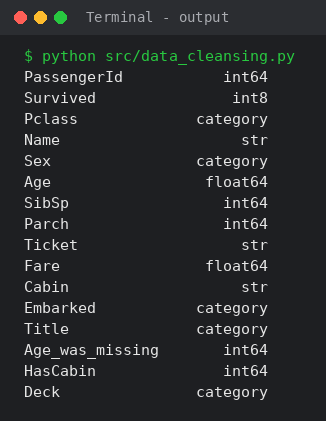 Terminal - output
$ python src/data_cleansing.py
PassengerId           int64
Survived               int8
Pclass             category
Name                    str
Sex                category
Age                 float64
SibSp                 int64
Parch                 int64
Ticket                  str
Fare                float64
Cabin                   str
Embarked           category
Title              category
Age_was_missing       int64
HasCabin              int64
Deck               category